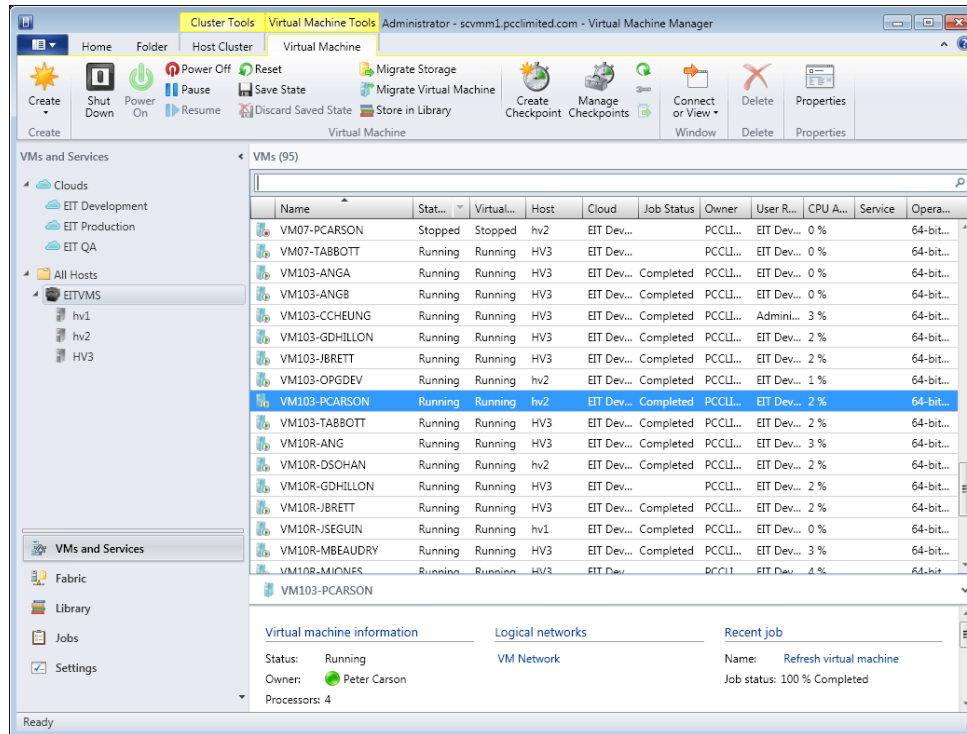 Cluster Tools Virtual Machine Tools Administrator - scvmm1.pcclimited.com - Virtual Machine Manager
Home Folder Host Cluster Virtual Machine
Create
Shut Down
Power On
Power Off
Pause
Resume
Reset
Save State
Discard Saved State
Migrate Storage
Migrate Virtual Machine
Store in Library
Create Checkpoint
Manage Checkpoints
Connect or View
Delete
Properties
Create Virtual Machine Window Delete Properties
VMs and Services
Clouds
EIT Development
EIT Production
EIT QA
All Hosts
EITVMS
hv1
hv2
HV3
VMs and Services
Fabric
Library
Jobs
Settings
VMs (95)
Name Stat... Virtual... Host Cloud Job Status Owner User R... CPU A... Service Opera...
VM07-PCARSON Stopped Stopped hv2 EIT Dev... PCCLI... EIT Dev... 0 % 64-bit...
VM07-TABBOTT Running Running HV3 EIT Dev... PCCLI... EIT Dev... 0 % 64-bit...
VM103-ANGA Running Running HV3 EIT Dev... Completed PCCLI... EIT Dev... 0 % 64-bit...
VM103-ANGB Running Running HV3 EIT Dev... Completed PCCLI... EIT Dev... 0 % 64-bit...
VM103-CCHEUNG Running Running HV3 EIT Dev... Completed PCCLI... Admini... 3 % 64-bit...
VM103-GDHILLON Running Running HV3 EIT Dev... Completed PCCLI... EIT Dev... 2 % 64-bit...
VM103-JBRETT Running Running HV3 EIT Dev... Completed PCCLI... EIT Dev... 2 % 64-bit...
VM103-OPGDEV Running Running hv2 EIT Dev... Completed PCCLI... EIT Dev... 1 % 64-bit...
VM103-PCARSON Running Running hv2 EIT Dev... Completed PCCLI... EIT Dev... 2 % 64-bit...
VM103-TABBOTT Running Running HV3 EIT Dev... Completed PCCLI... EIT Dev... 2 % 64-bit...
VM10R-ANG Running Running HV3 EIT Dev... Completed PCCLI... EIT Dev... 3 % 64-bit...
VM10R-DSOHAN Running Running hv2 EIT Dev... Completed PCCLI... EIT Dev... 2 % 64-bit...
VM10R-GDHILLON Running Running HV3 EIT Dev... PCCLI... EIT Dev... 2 % 64-bit...
VM10R-JBRETT Running Running HV3 EIT Dev... Completed PCCLI... EIT Dev... 2 % 64-bit...
VM10R-JSEGUIN Running Running hv1 EIT Dev... Completed PCCLI... EIT Dev... 0 % 64-bit...
VM10R-MBEAUDRY Running Running HV3 EIT Dev... Completed PCCLI... EIT Dev... 3 % 64-bit...
VM10R-MJONES Running Running HV3 EIT Dev PCCLI EIT Dev 4 % 64-bit
VM103-PCARSON
Virtual machine information
Status: Running
Owner: Peter Carson
Processors: 4
Logical networks
VM Network
Recent job
Name: Refresh virtual machine
Job status: 100 % Completed
Ready